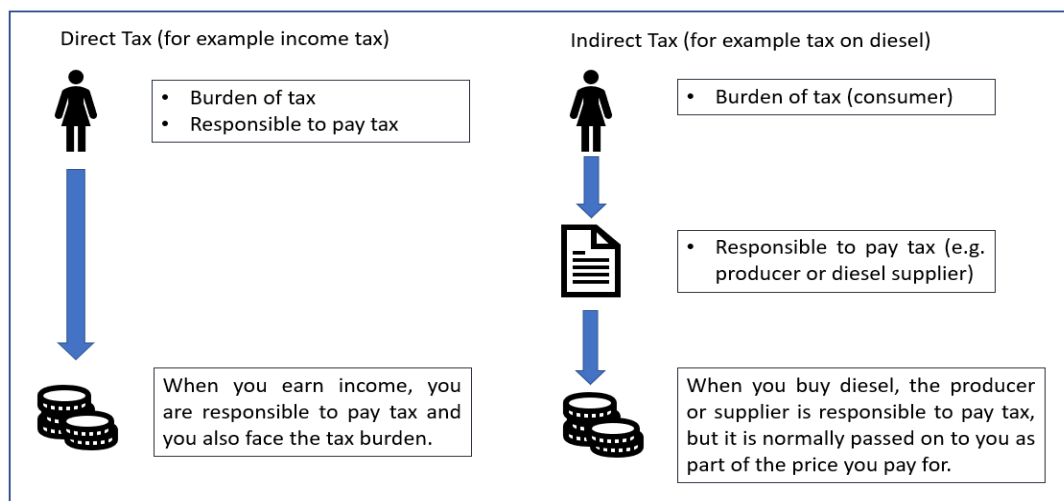 Direct Tax (for example income tax)
• Burden of tax
• Responsible to pay tax
When you earn income, you
are responsible to pay tax and
you also face the tax burden.
Indirect Tax (for example tax on diesel)
• Burden of tax (consumer)
• Responsible to pay tax (e.g.
producer or diesel supplier)
When you buy diesel, the producer
or supplier is responsible to pay tax,
but it is normally passed on to you as
part of the price you pay for.